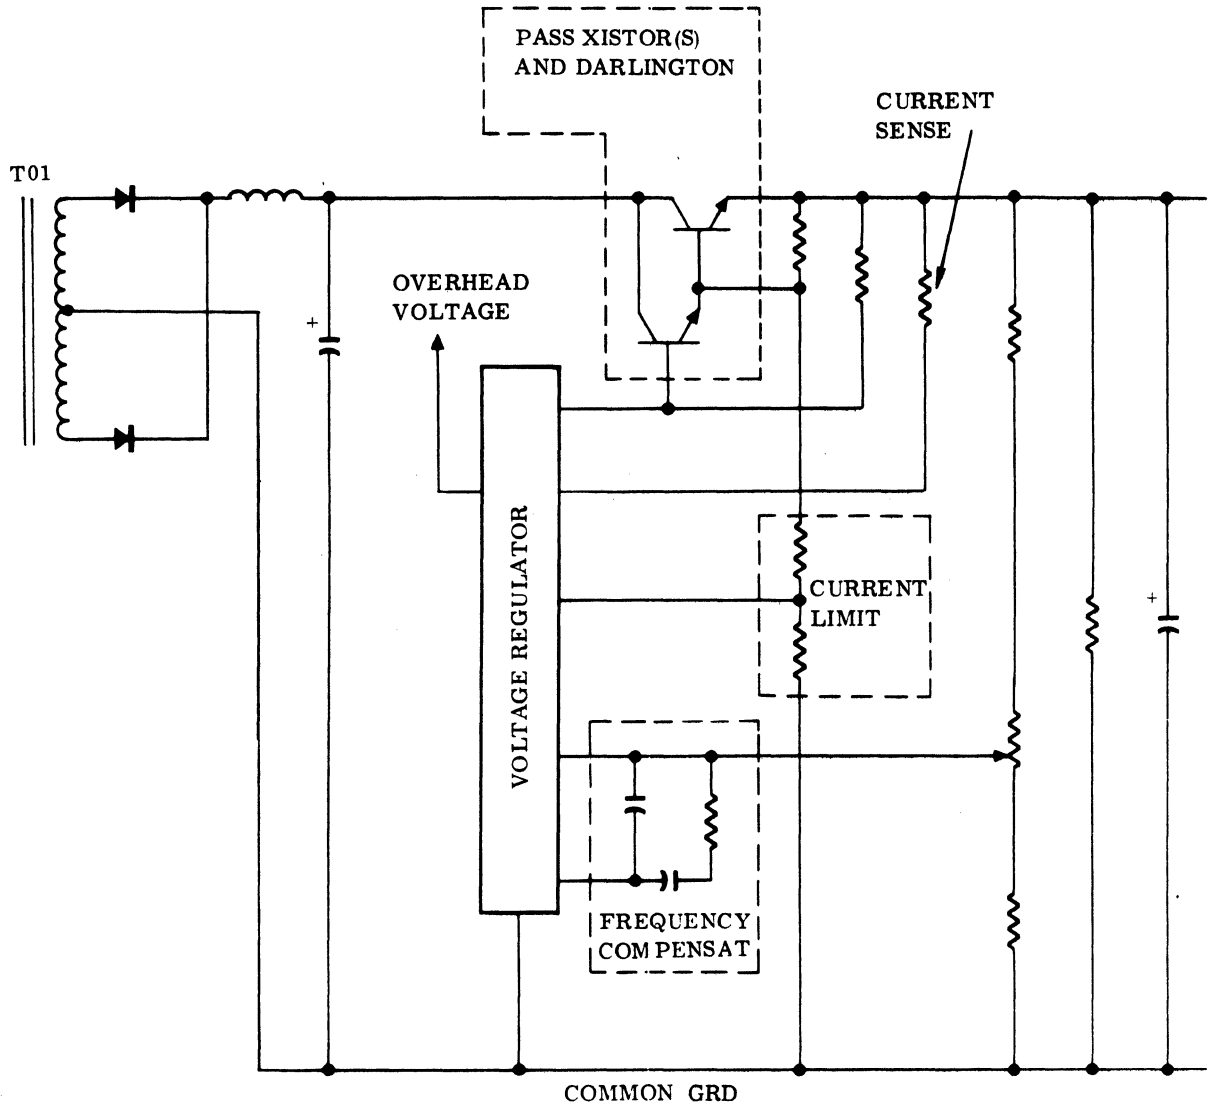 PASS XISTOR(S)
AND DARLINGTON
CURRENT
SENSE
T01
OVERHEAD
VOLTAGE
+
VOLTAGE REGULATOR
CURRENT
LIMIT
+
FREQUENCY
COMPENSAT
COMMON GRD